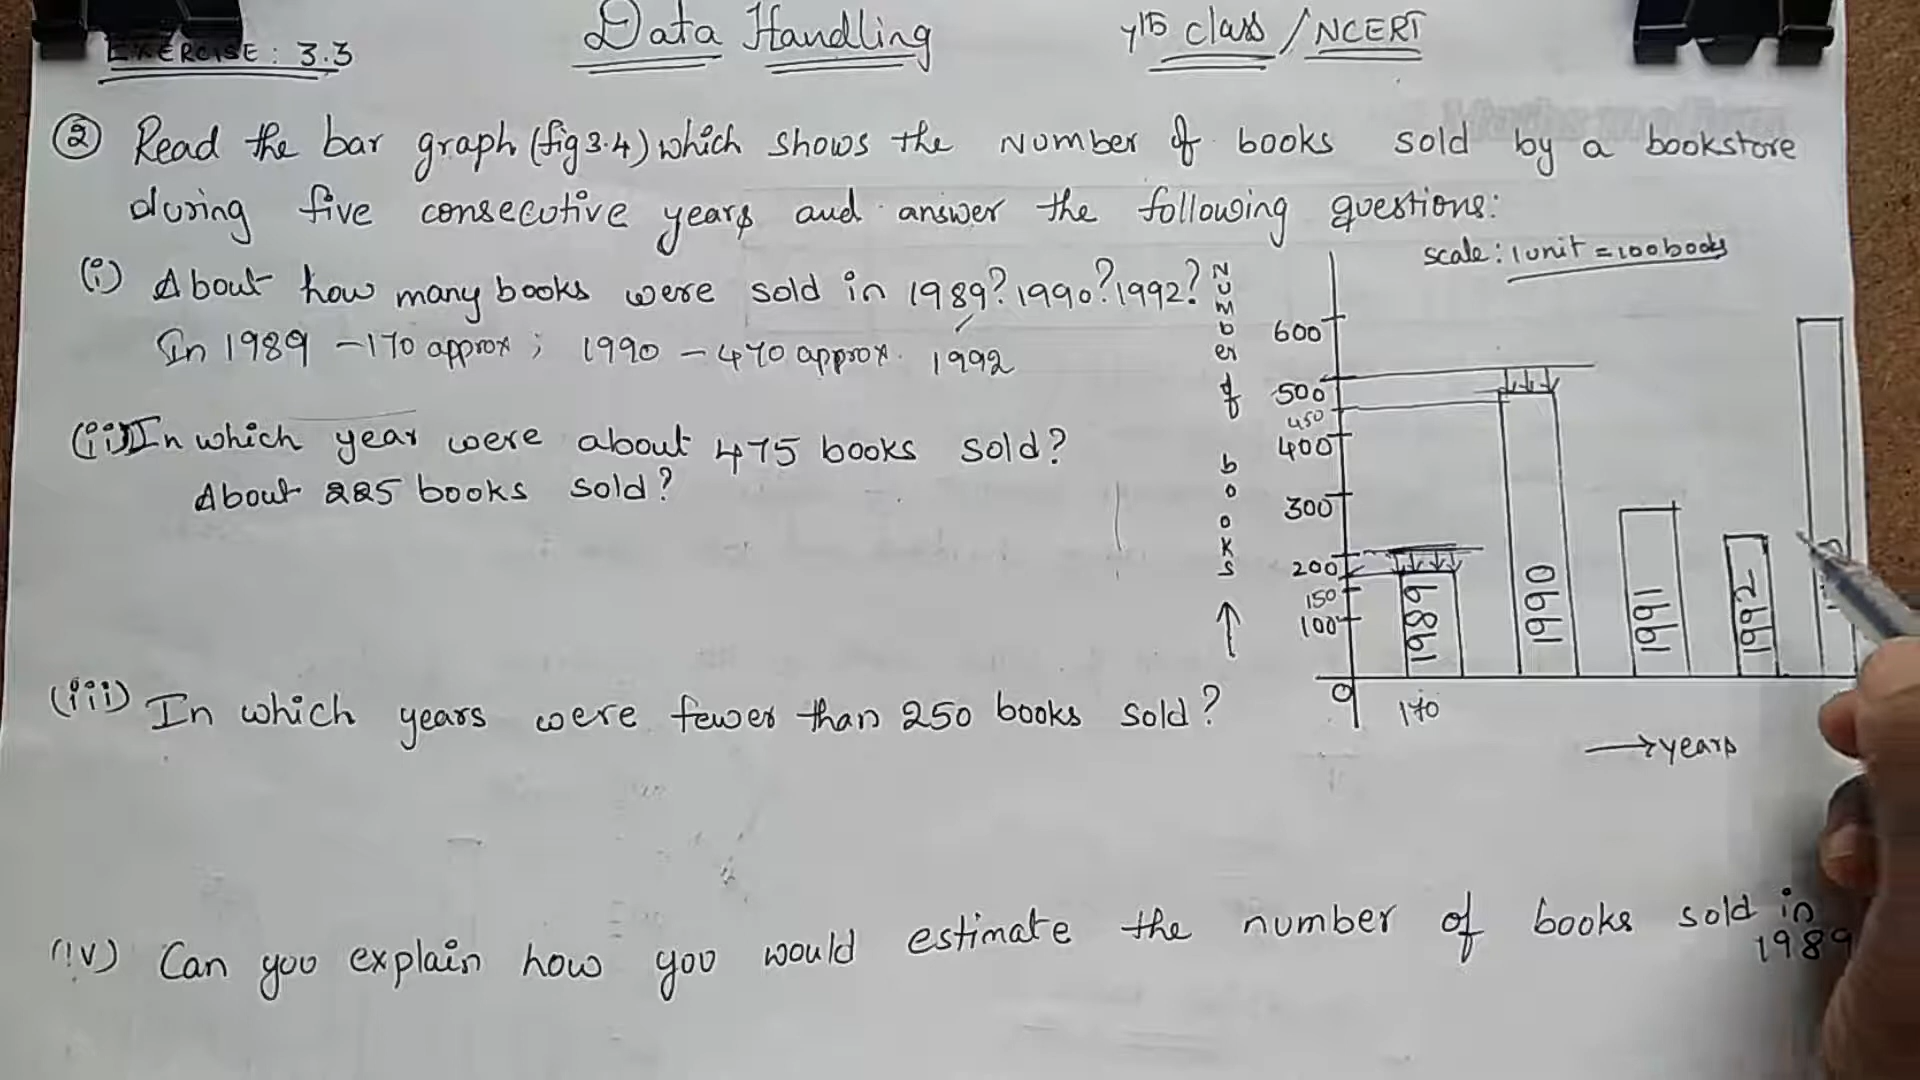 EXERCISE: 3.3
Data Handling
7th class / NCERT
② Read the bar graph (fig 3.4) which shows the Number of books sold by a bookstore
during five consecutive years and answer the following questions:
scale: 1 unit = 100 books
(i) About how many books were sold in 1989? 1990? 1992?
In 1989 - 170 approx ; 1990 - 470 approx. 1992
(ii) In which year were about 475 books sold?
About 225 books sold?
(iii) In which years were fewer than 250 books sold?
(iv) Can you explain how you would estimate the number of books sold in
1989
Number of books
600
500
450
400
300
200
150
100
0
1989
1990
1991
1992
170
years